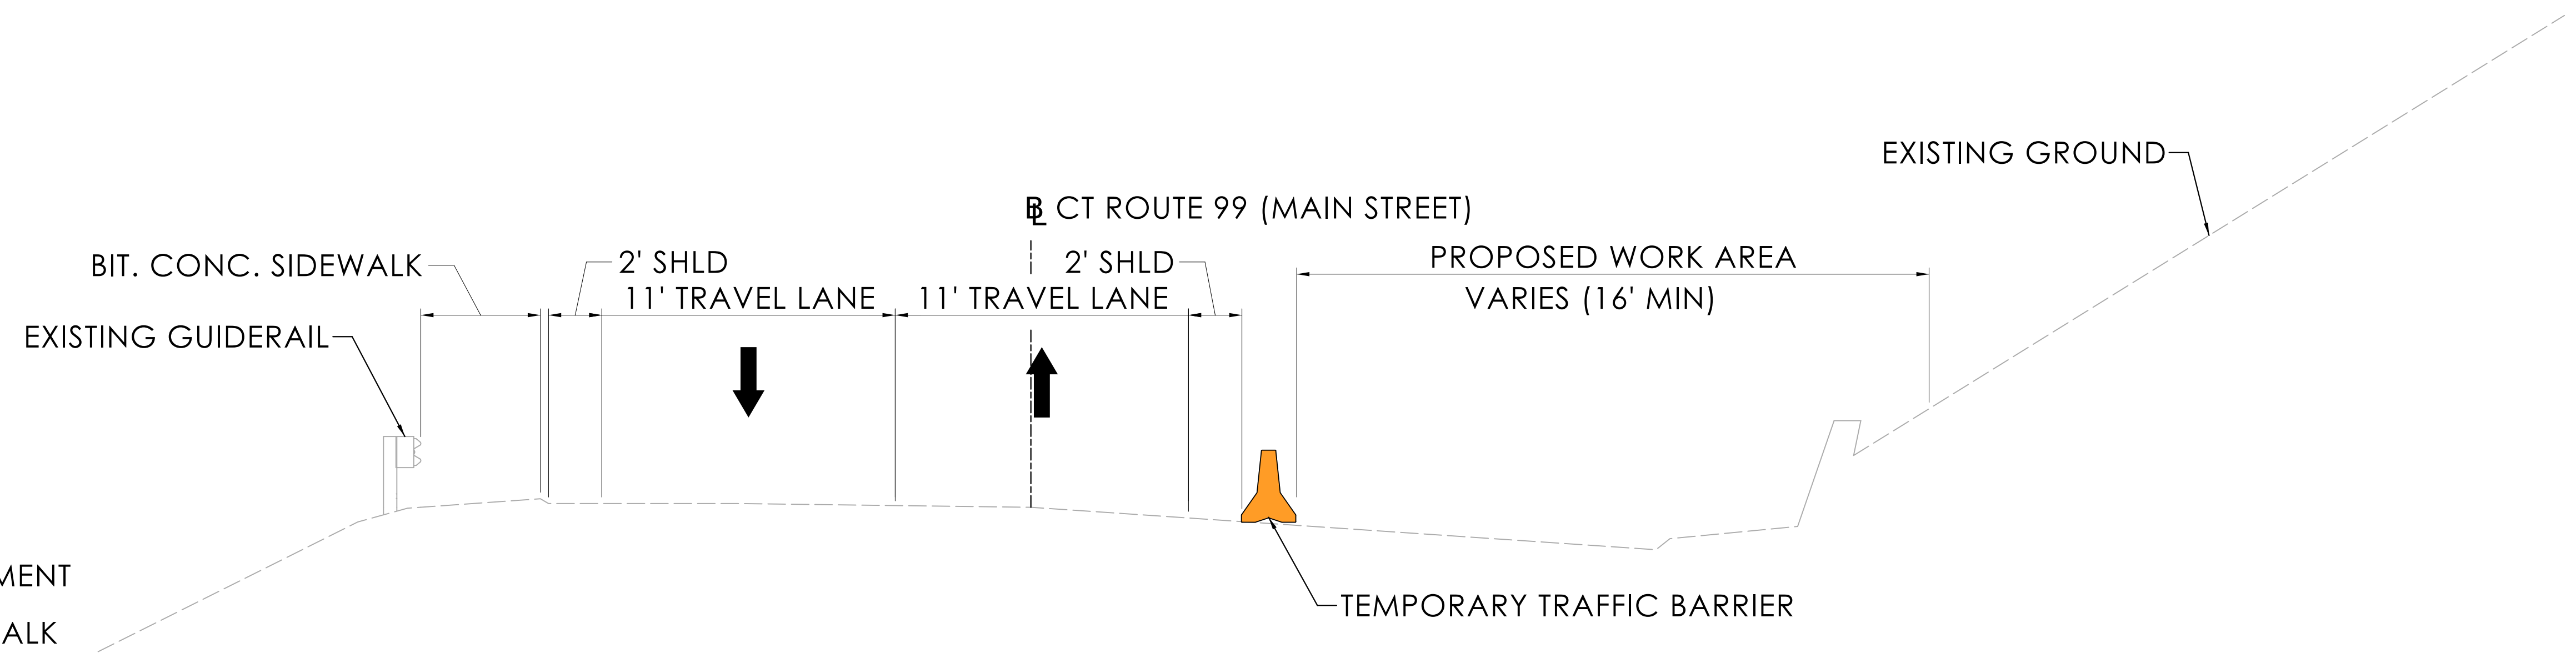 EXISTING GROUND
BL CT ROUTE 99 (MAIN STREET)
BIT. CONC. SIDEWALK
2' SHLD
2' SHLD
PROPOSED WORK AREA
11' TRAVEL LANE
11' TRAVEL LANE
VARIES (16' MIN)
EXISTING GUIDERAIL
MENT
TEMPORARY TRAFFIC BARRIER
ALK